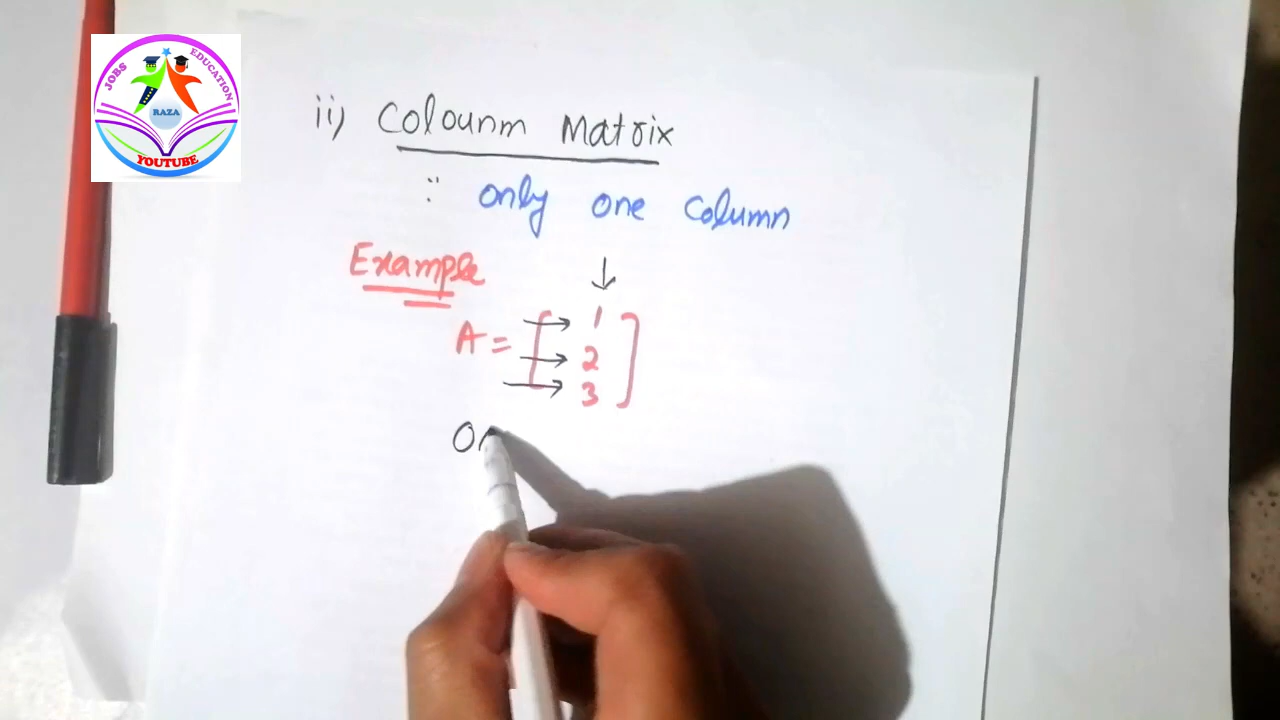 JOBS EDUCATION
RAZA
YOUTUBE
ii) Colounm Matrix
∵ only one Column
Example
↓
A = [ → 1 ]
→ 2
→ 3